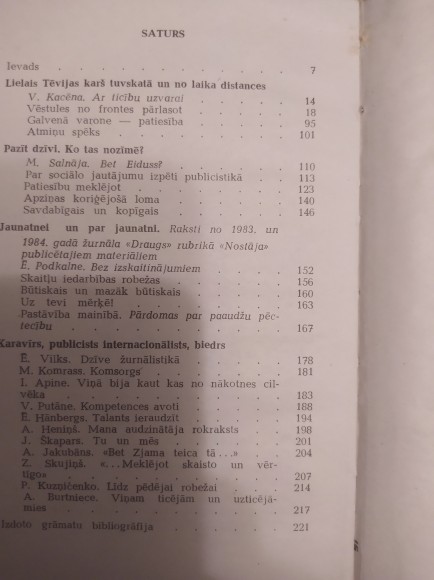 SATURS
Ievads . . . . . . . . . . 7
Lielais Tēvijas karš tuvskatā un no laika distances
V. Kacēna. Ar ticību uzvarai . . . . . 14
Vēstules no frontes pārlasot . . . . . 18
Galvenā varone — patiesība . . . . . 95
Atmiņu spēks . . . . . . . . 101
Pazīt dzīvi. Ko tas nozīmē?
M. Salnāja. Bet Eiduss? . . . . . . 110
Par sociālo jautājumu izpēti publicistikā . . . 113
Patiesību meklējot . . . . . . . 123
Apziņas koriģējošā loma . . . . . . 140
Savdabīgais un kopīgais . . . . . . 146
Jaunatnei un par jaunatni. Raksti no 1983. un
1984. gadā žurnāla «Draugs» rubrikā «Nostāja»
publicētajiem materiāliem
Ē. Podkalne. Bez izskaitīnājumiem . . . . 152
Skaitļu iedarbības robežas . . . . . 156
Būtiskais un mazāk būtiskais . . . . . 160
Uz tevi mērķē! . . . . . . . 163
Pastāvība mainībā. Pārdomas par paaudžu pēc-
tecību . . . . . . . . . 167
Karavīrs, publicists internacionālists, biedrs
Ē. Vilks. Dzīve žurnālistikā . . . . . 178
M. Komrass. Komsorgs . . . . . . 181
I. Apine. Viņā bija kaut kas no nākotnes cil-
vēka . . . . . . . . . 183
V. Putāne. Kompetences avoti . . . . . 188
Ē. Hānbergs. Talants ieraudzīt . . . . . 194
A. Heniņš. Mana audzinātāja rokraksts . . . 198
J. Škapars. Tu un mēs . . . . . . 201
A. Jakubāns. «Bet Zjama teica tā . . .» . . . 204
Z. Skujiņš. «. . . Meklējot skaisto un vēr-
tīgo» . . . . . . . . . 207
P. Kuzņičenko. Līdz pēdējai robežai . . . . 214
A. Burtniece. Viņam ticējām un uzticējā-
mies . . . . . . . . . 217
Izdoto grāmatu bibliogrāfija . . . . . 221